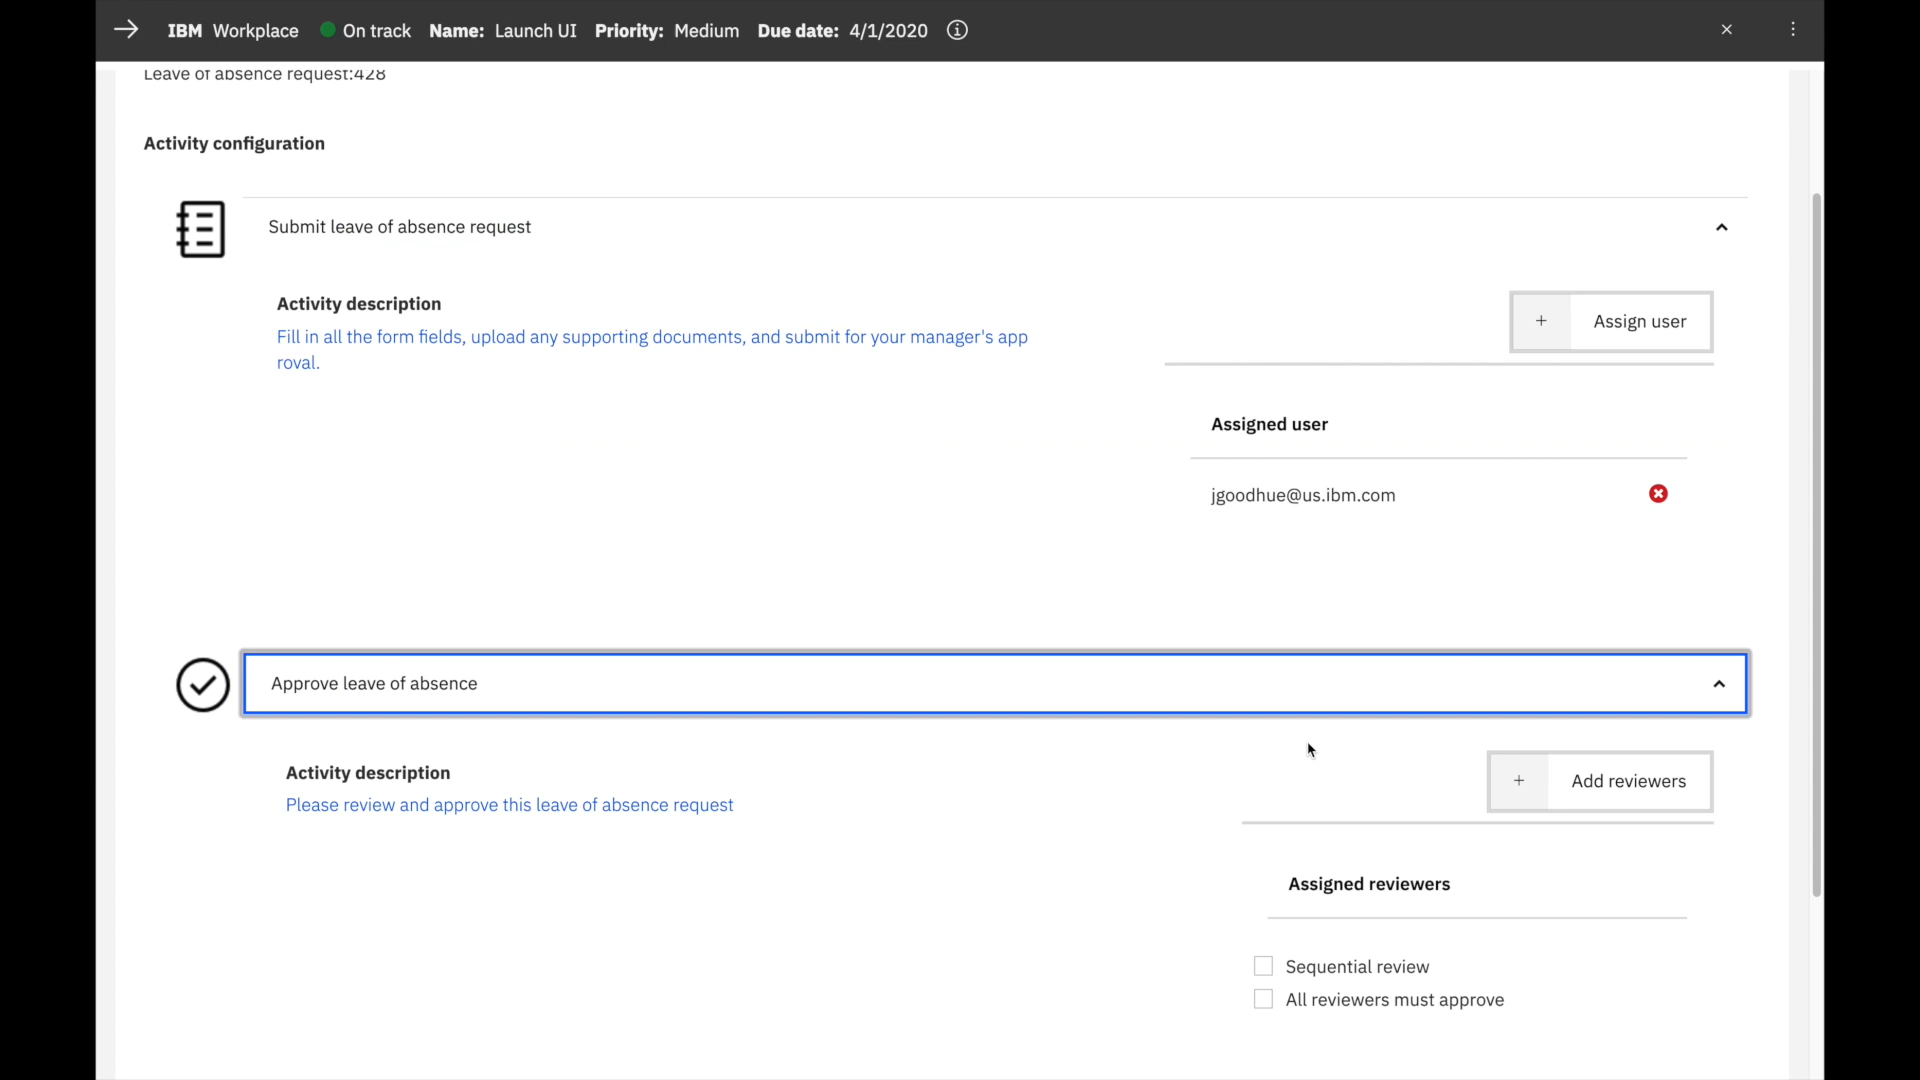 IBM Workplace On track Name: Launch UI Priority: Medium Due date: 4/1/2020
Leave of absence request:428
Activity configuration
Submit leave of absence request
Activity description
Fill in all the form fields, upload any supporting documents, and submit for your manager's app
roval.
+ Assign user
Assigned user
jgoodhue@us.ibm.com
Approve leave of absence
Activity description
Please review and approve this leave of absence request
+ Add reviewers
Assigned reviewers
Sequential review
All reviewers must approve